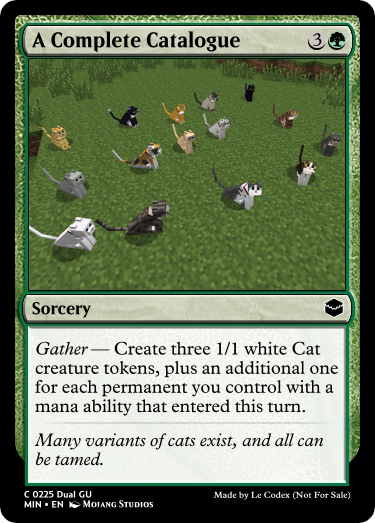 A Complete Catalogue 3
Sorcery
Gather — Create three 1/1 white Cat
creature tokens, plus an additional one
for each permanent you control with a
mana ability that entered this turn.
Many variants of cats exist, and all can
be tamed.
C 0225 Dual GU
MIN • EN Mojang Studios
Made by Le Codex (Not For Sale)